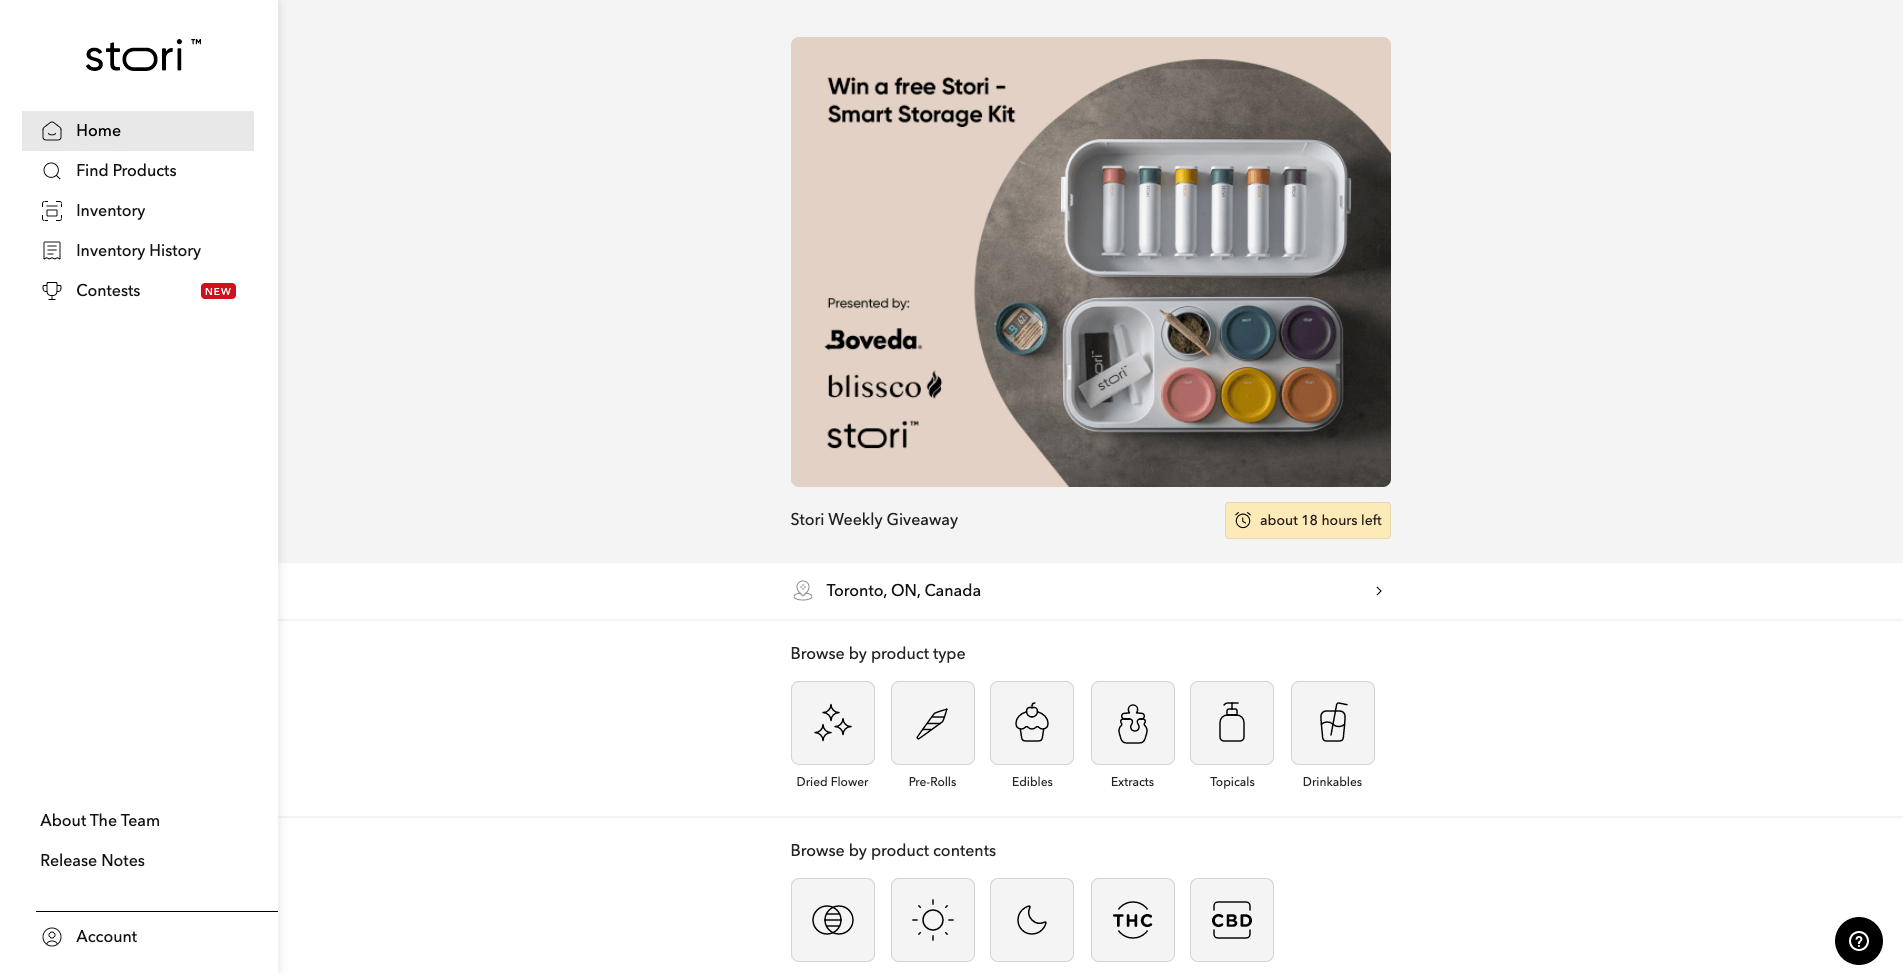 stori™
Home
Find Products
Inventory
Inventory History
Contests NEW
About The Team
Release Notes
Account
Win a free Stori -
Smart Storage Kit
Presented by:
Boveda.
blissco
stori™
stori™
Stori Weekly Giveaway
about 18 hours left
Toronto, ON, Canada
Browse by product type
Dried Flower
Pre-Rolls
Edibles
Extracts
Topicals
Drinkables
Browse by product contents
THC
CBD